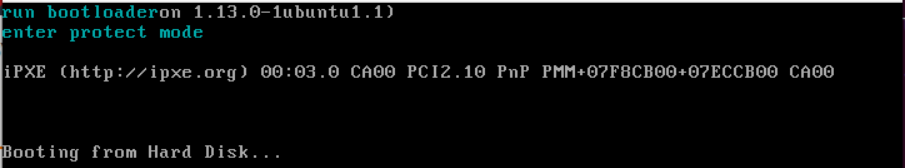 run bootloaderon 1.13.0-1ubuntu1.1)
enter protect mode
iPXE (http://ipxe.org) 00:03.0 CA00 PCI2.10 PnP PMM+07F8CB00+07ECCB00 CA00
Booting from Hard Disk...